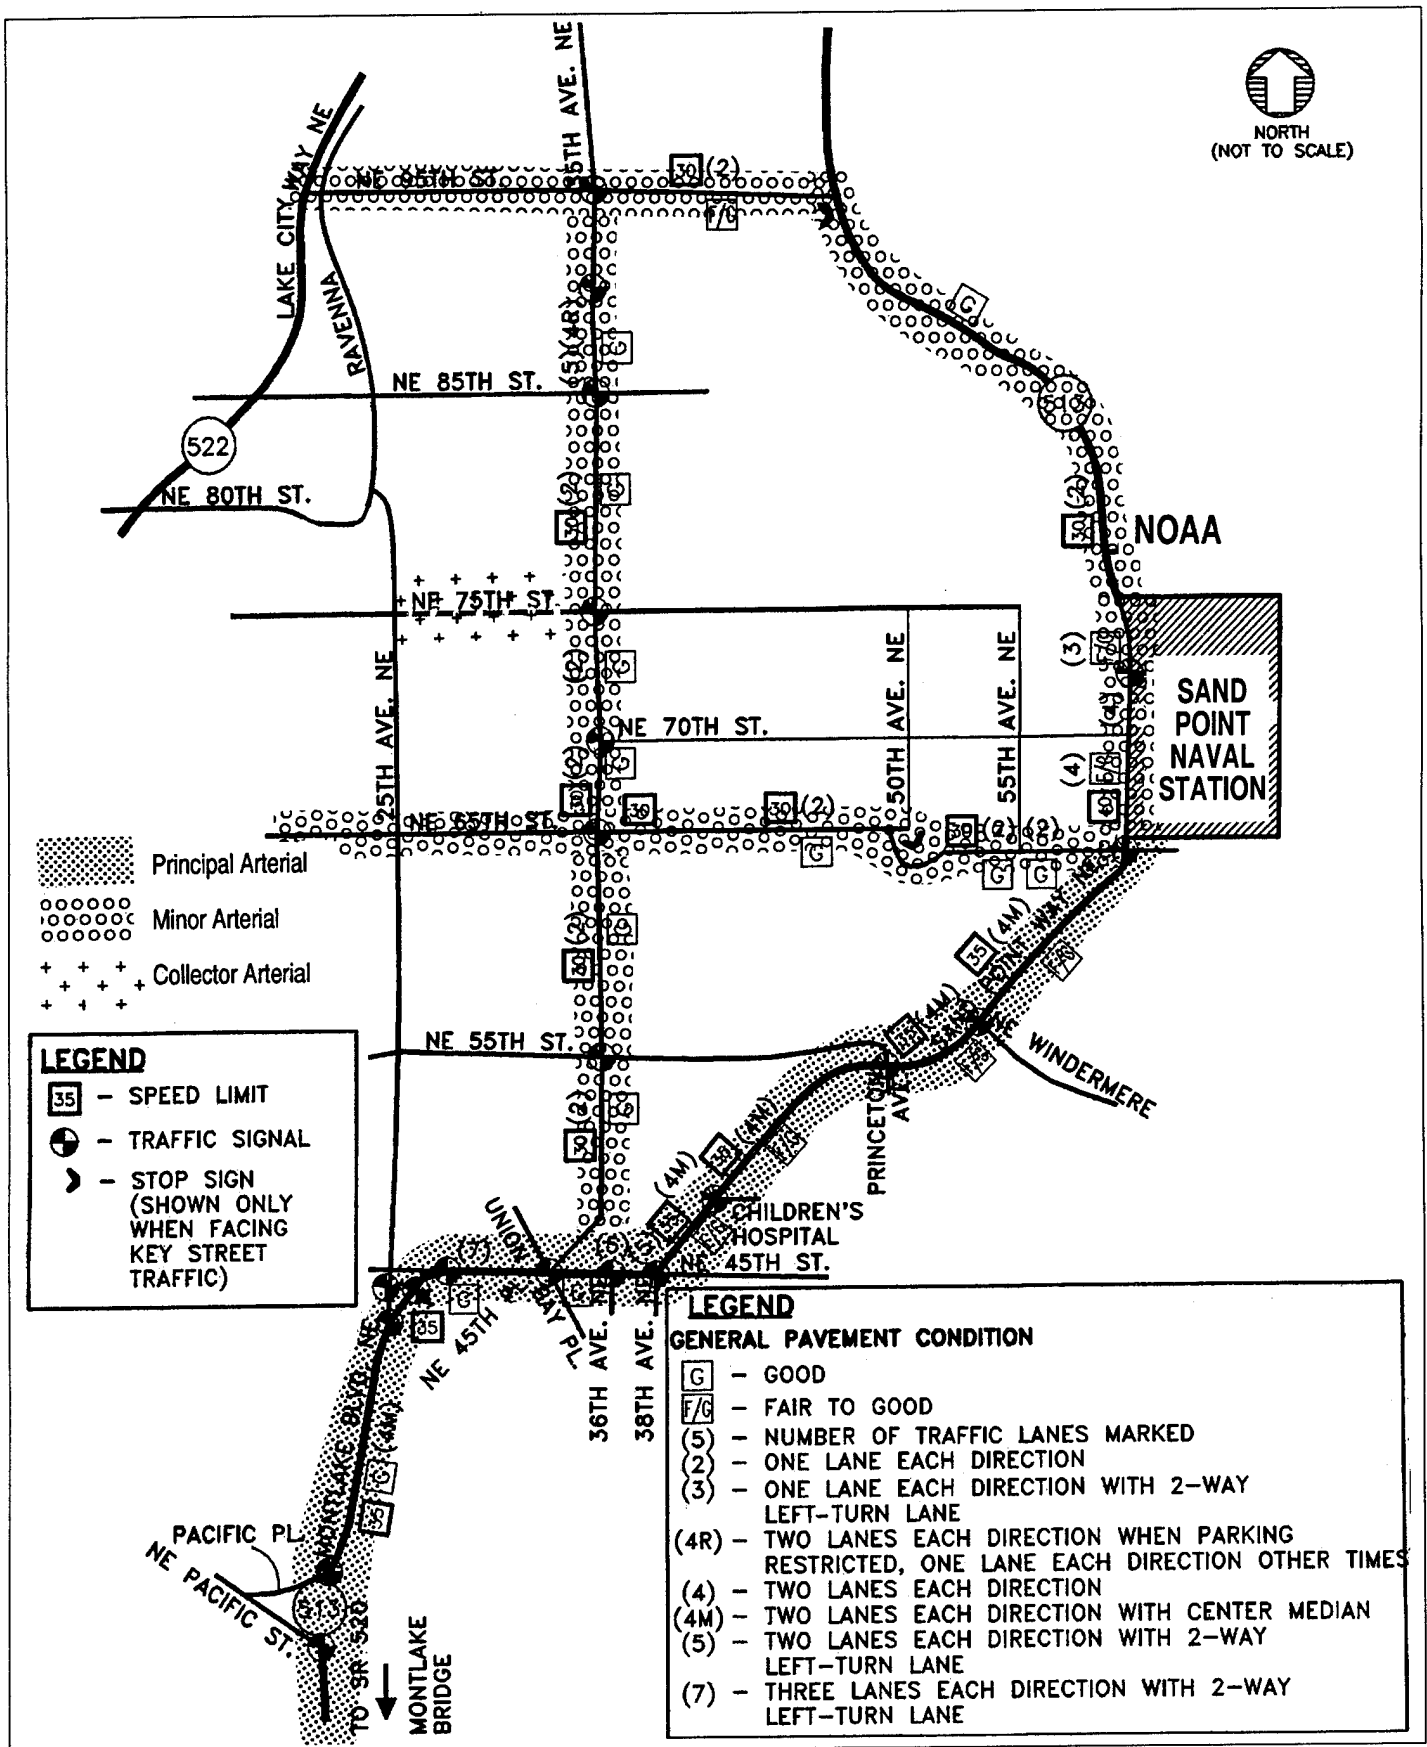 35TH AVE. NE
NORTH
(NOT TO SCALE)
LAKE CITY WAY NE
NE 95TH ST.
30 (2)
F/G
RAVENNA
G
(5)(4R)
G
NE 85TH ST.
513
522
(2)
G
30
NE 80TH ST.
(2)
30
NOAA
NE 75TH ST.
25TH AVE. NE
(2)
G
50TH AVE. NE
55TH AVE. NE
(3)
F/G
SAND
POINT
NAVAL
STATION
(4)
NE 70TH ST.
(2)
G
(4)
F/G
30
30
30 (2)
NE 65TH ST.
30 (2) (2)
G
G
G
Principal Arterial
Minor Arterial
Collector Arterial
(2)
G
30
35 (4M)
SAND POINT WAY NE
F/G
LEGEND
35 – SPEED LIMIT
– TRAFFIC SIGNAL
– STOP SIGN
(SHOWN ONLY
WHEN FACING
KEY STREET
TRAFFIC)
NE 55TH ST.
35 (4M)
F/G
NE WINDERMERE
PRINCETON
AVE
(2)
G
30
(4M)
(4M)
F/G
35
F/G
CHILDREN'S
HOSPITAL
NE 45TH ST.
UNION BAY PL.
(7)
(5)
G
G
35
NE 45TH
36TH AVE. NE
38TH AVE. NE
MONTLAKE BLVD. NE
(4M)
G
35
PACIFIC PL.
NE PACIFIC ST.
513
TO SR 520
MONTLAKE
BRIDGE
LEGEND
GENERAL PAVEMENT CONDITION
G – GOOD
F/G – FAIR TO GOOD
(5) – NUMBER OF TRAFFIC LANES MARKED
(2) – ONE LANE EACH DIRECTION
(3) – ONE LANE EACH DIRECTION WITH 2-WAY
LEFT-TURN LANE
(4R) – TWO LANES EACH DIRECTION WHEN PARKING
RESTRICTED, ONE LANE EACH DIRECTION OTHER TIMES
(4) – TWO LANES EACH DIRECTION
(4M) – TWO LANES EACH DIRECTION WITH CENTER MEDIAN
(5) – TWO LANES EACH DIRECTION WITH 2-WAY
LEFT-TURN LANE
(7) – THREE LANES EACH DIRECTION WITH 2-WAY
LEFT-TURN LANE